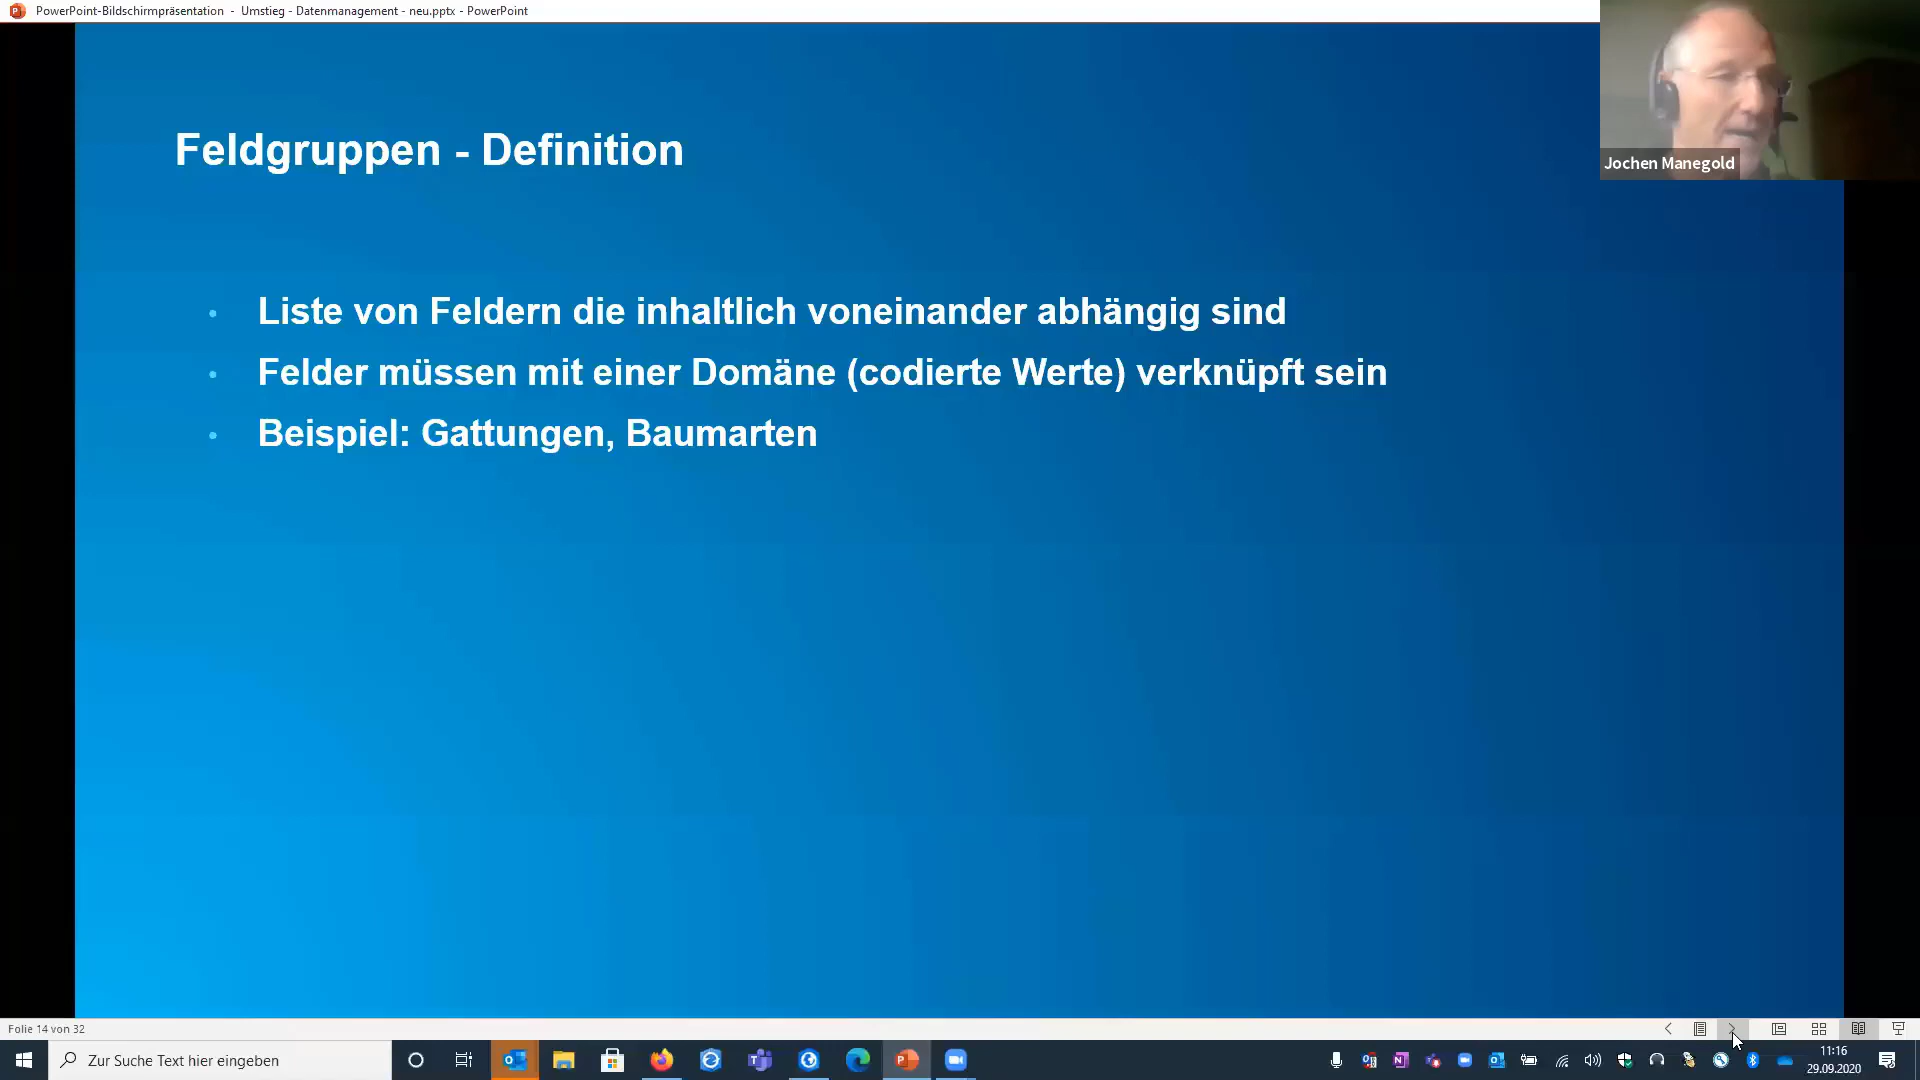 PowerPoint-Bildschirmpräsentation - Umstieg - Datenmanagement - neu.pptx - PowerPoint
Jochen Manegold
Feldgruppen - Definition
Liste von Feldern die inhaltlich voneinander abhängig sind
Felder müssen mit einer Domäne (codierte Werte) verknüpft sein
Beispiel: Gattungen, Baumarten
Folie 14 von 32
Zur Suche Text hier eingeben
11:16
29.09.2020